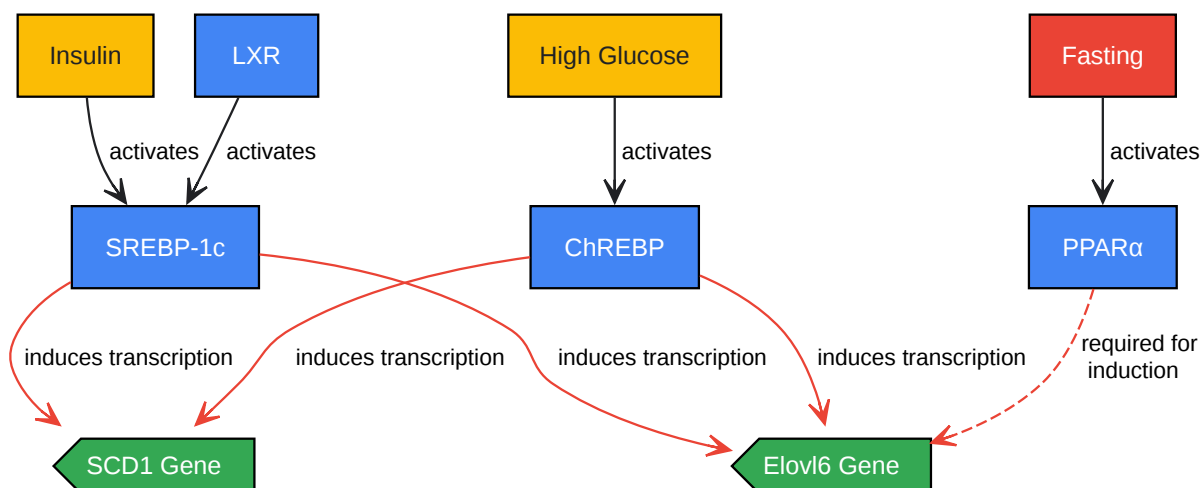 Insulin
LXR
High Glucose
Fasting
activates
activates
activates
activates
SREBP-1c
ChREBP
PPARα
induces transcription
induces transcription
induces transcription
induces transcription
required for
induction
SCD1 Gene
Elovl6 Gene